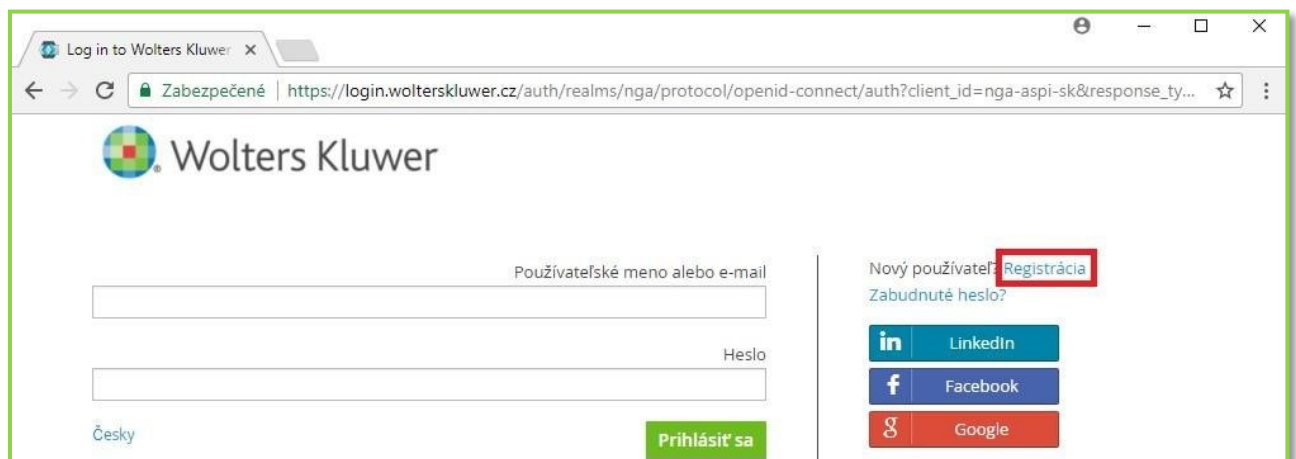 Log in to Wolters Kluwer
Zabezpečené | https://login.wolterskluwer.cz/auth/realms/nga/protocol/openid-connect/auth?client_id=nga-aspi-sk&response_ty...
Wolters Kluwer
Používateľské meno alebo e-mail
Heslo
Česky
Prihlásiť sa
Nový používateľ? Registrácia
Zabudnuté heslo?
in LinkedIn
f Facebook
g Google